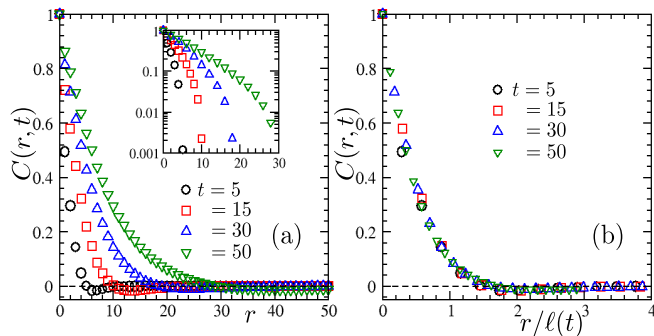 1
0.8
0.6
0.4
0.2
0
C(r, t)
0 10 20 30 40 50
r
1
0.1
0.01
0.001
0 10 20 30
t = 5
= 15
= 30
= 50
(a)
1
0.8
0.6
0.4
0.2
0
C(r, t)
0 1 2 3 4
r/ℓ(t)
t = 5
= 15
= 30
= 50
(b)